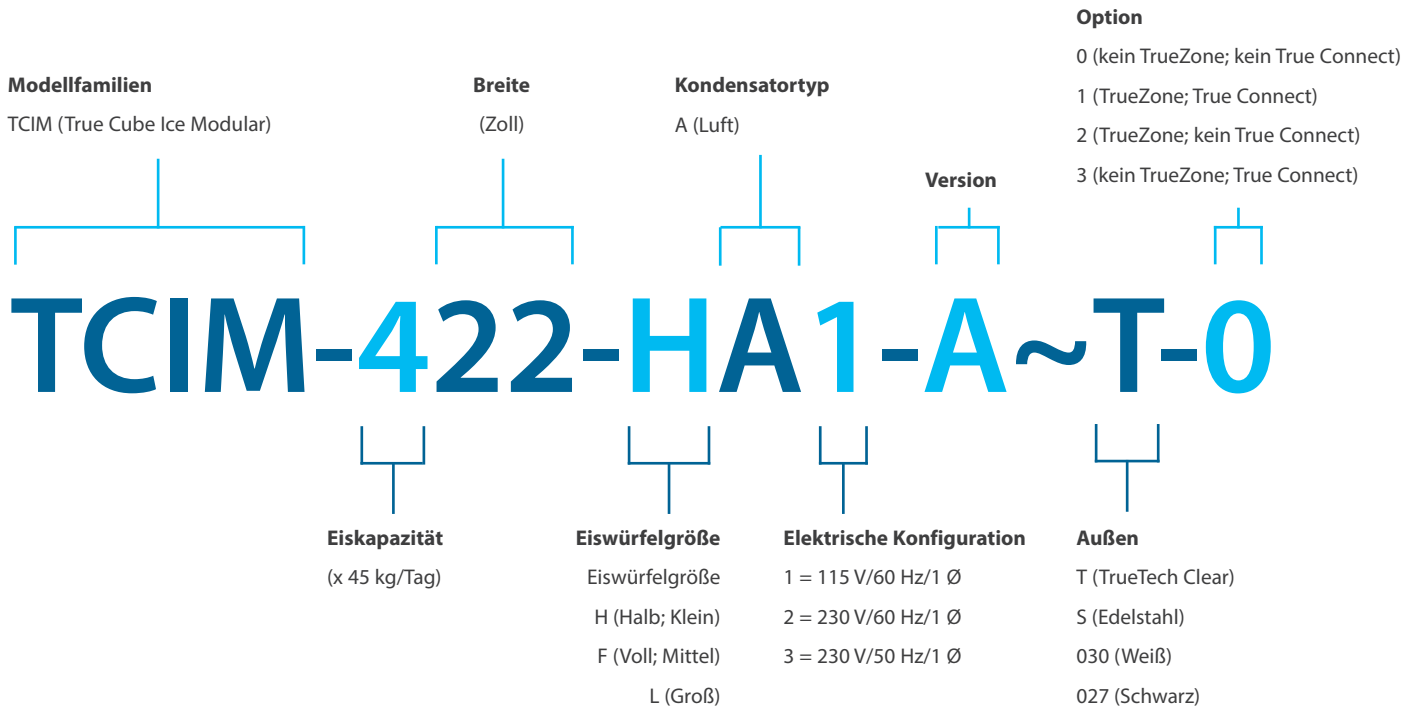 Option
0 (kein TrueZone; kein True Connect)
1 (TrueZone; True Connect)
2 (TrueZone; kein True Connect)
3 (kein TrueZone; True Connect)
Modellfamilien
TCIM (True Cube Ice Modular)
Breite
(Zoll)
Kondensatortyp
A (Luft)
Version
TCIM-422-HA1-A~T-0
Eiskapazität
(x 45 kg/Tag)
Eiswürfelgröße
Eiswürfelgröße
H (Halb; Klein)
F (Voll; Mittel)
L (Groß)
Elektrische Konfiguration
1 = 115 V/60 Hz/1 Ø
2 = 230 V/60 Hz/1 Ø
3 = 230 V/50 Hz/1 Ø
Außen
T (TrueTech Clear)
S (Edelstahl)
030 (Weiß)
027 (Schwarz)